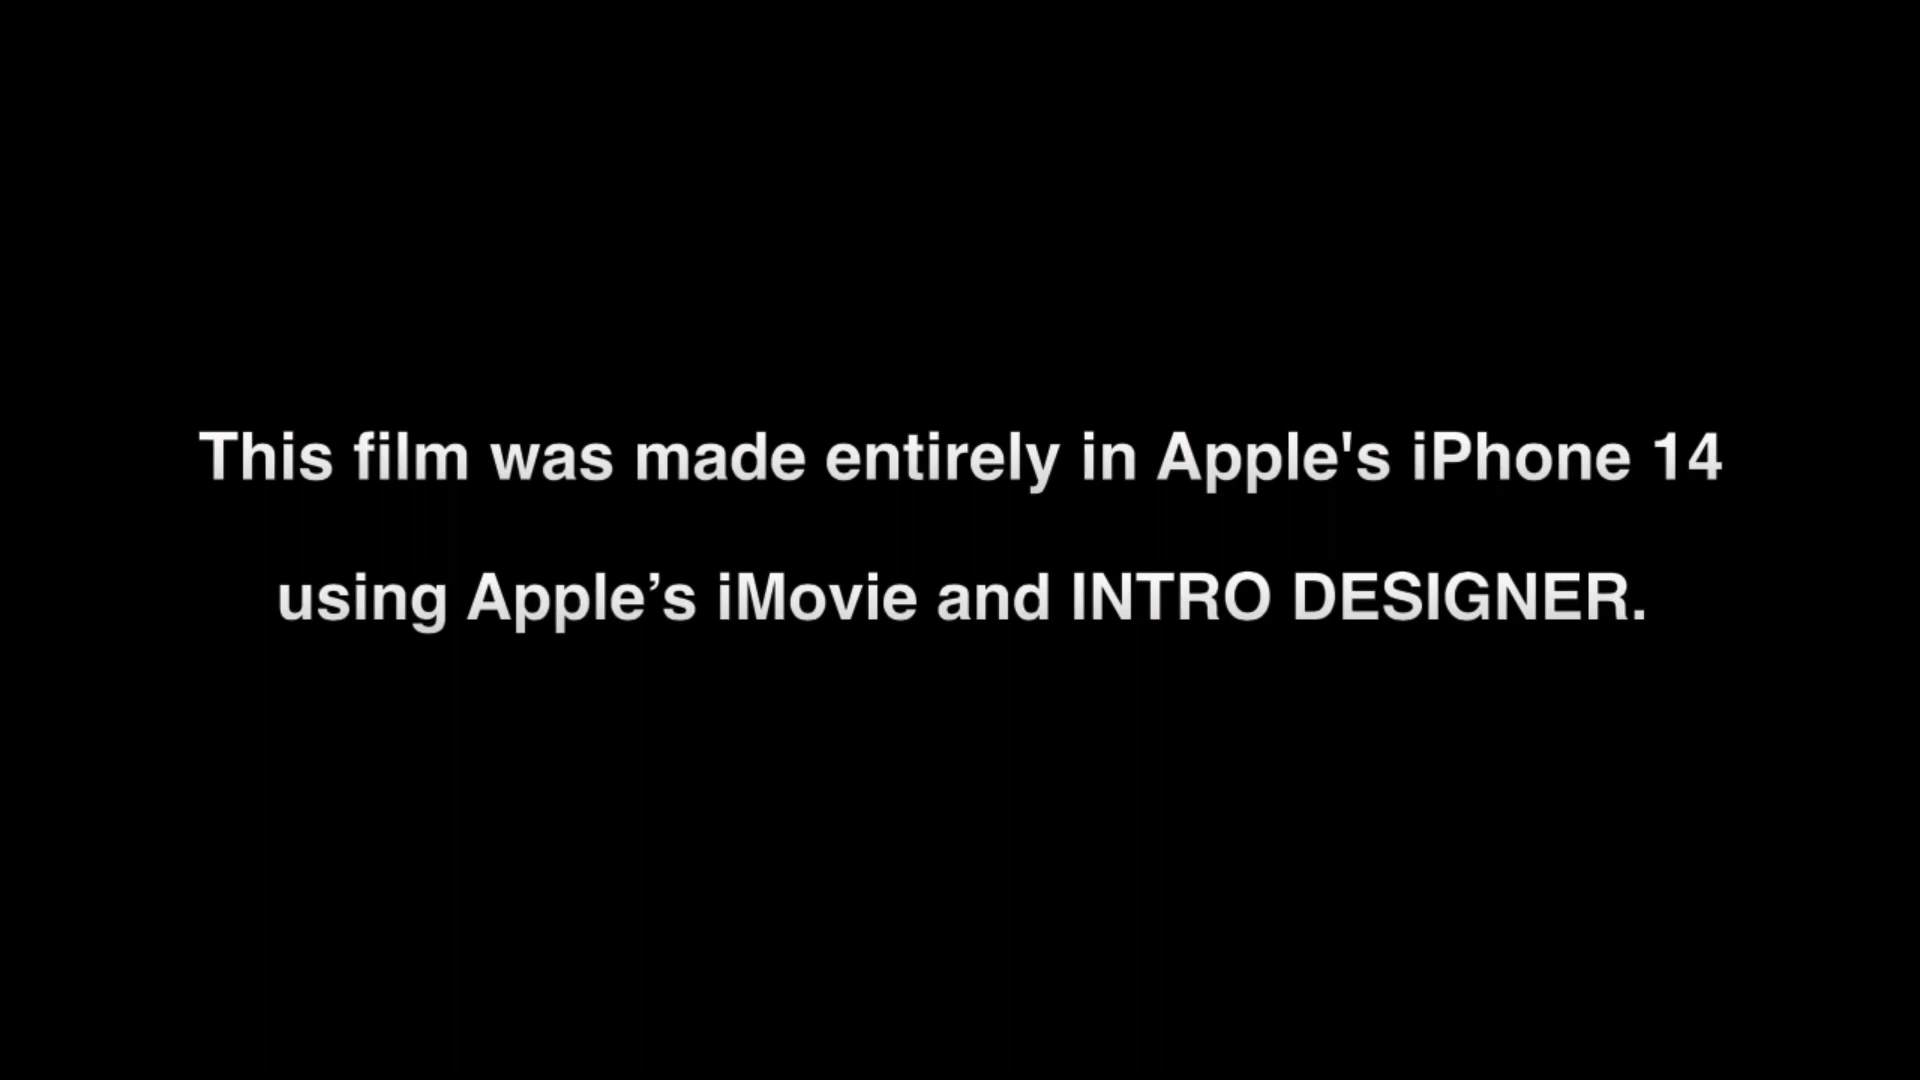 This film was made entirely in Apple's iPhone 14
using Apple’s iMovie and INTRO DESIGNER.